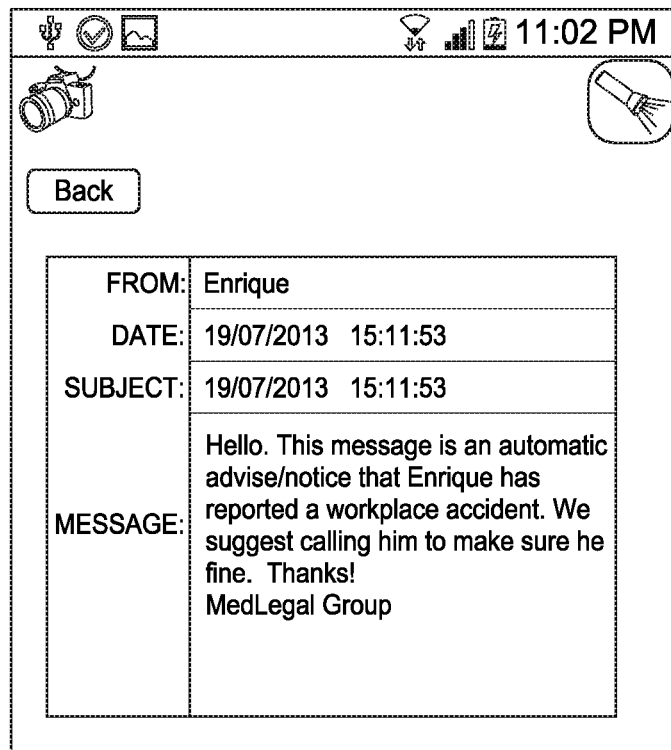 11:02 PM
Back
FROM: Enrique
DATE: 19/07/2013 15:11:53
SUBJECT: 19/07/2013 15:11:53
MESSAGE: Hello. This message is an automatic
advise/notice that Enrique has
reported a workplace accident. We
suggest calling him to make sure he
fine. Thanks!
MedLegal Group